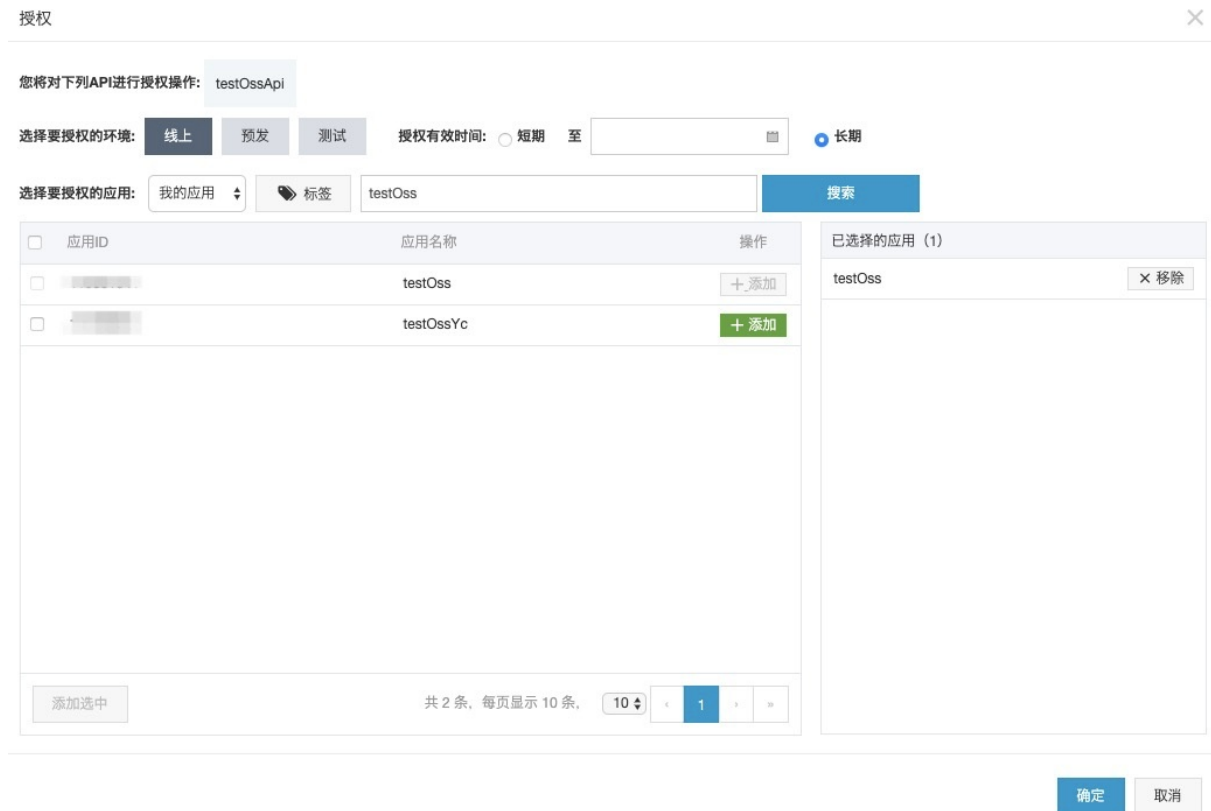 授权
您将对下列API进行授权操作: testOssApi
选择要授权的环境: 线上 预发 测试 授权有效时间: 短期 至 长期
选择要授权的应用: 我的应用 标签 testOss 搜索
应用ID 应用名称 操作 已选择的应用（1）
testOss + 添加 testOss × 移除
testOssYc + 添加
添加选中 共 2 条, 每页显示 10 条, 10 ‹ 1 › »
确定 取消